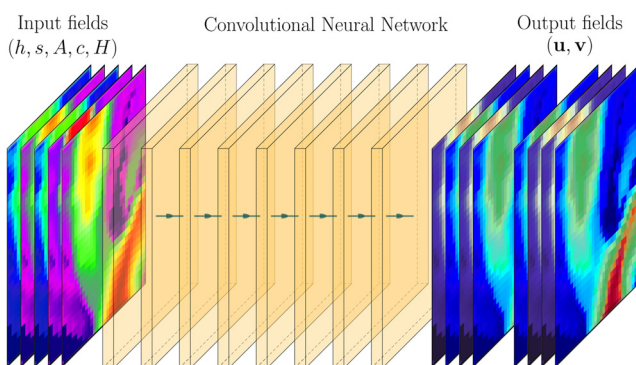 Input fields
(h, s, A, c, H)
Convolutional Neural Network
Output fields
(u, v)